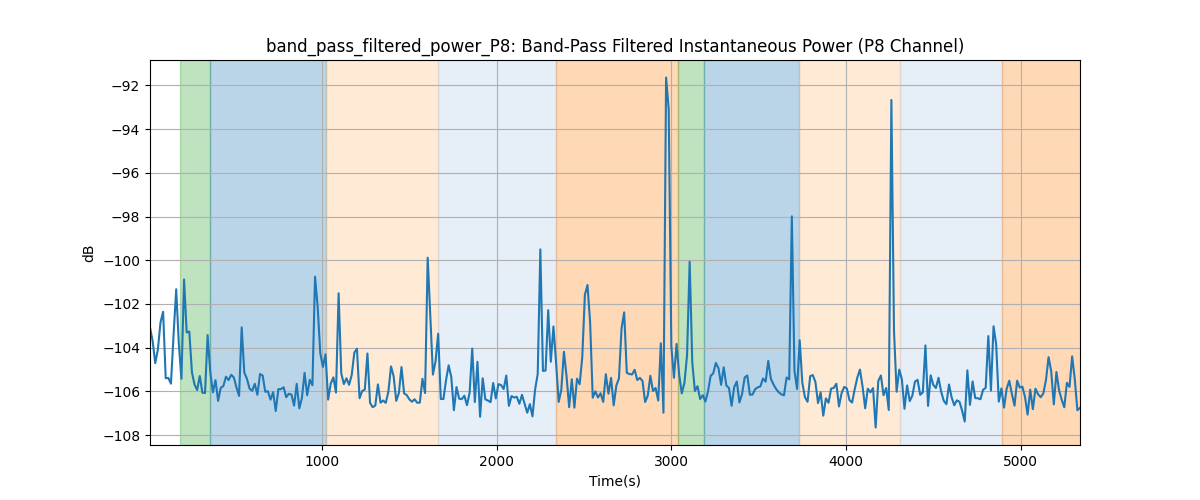 band_pass_filtered_power_P8: Band-Pass Filtered Instantaneous Power (P8 Channel)
−92
−94
−96
−98
−100
−102
−104
−106
−108
dB
1000 2000 3000 4000 5000
Time(s)